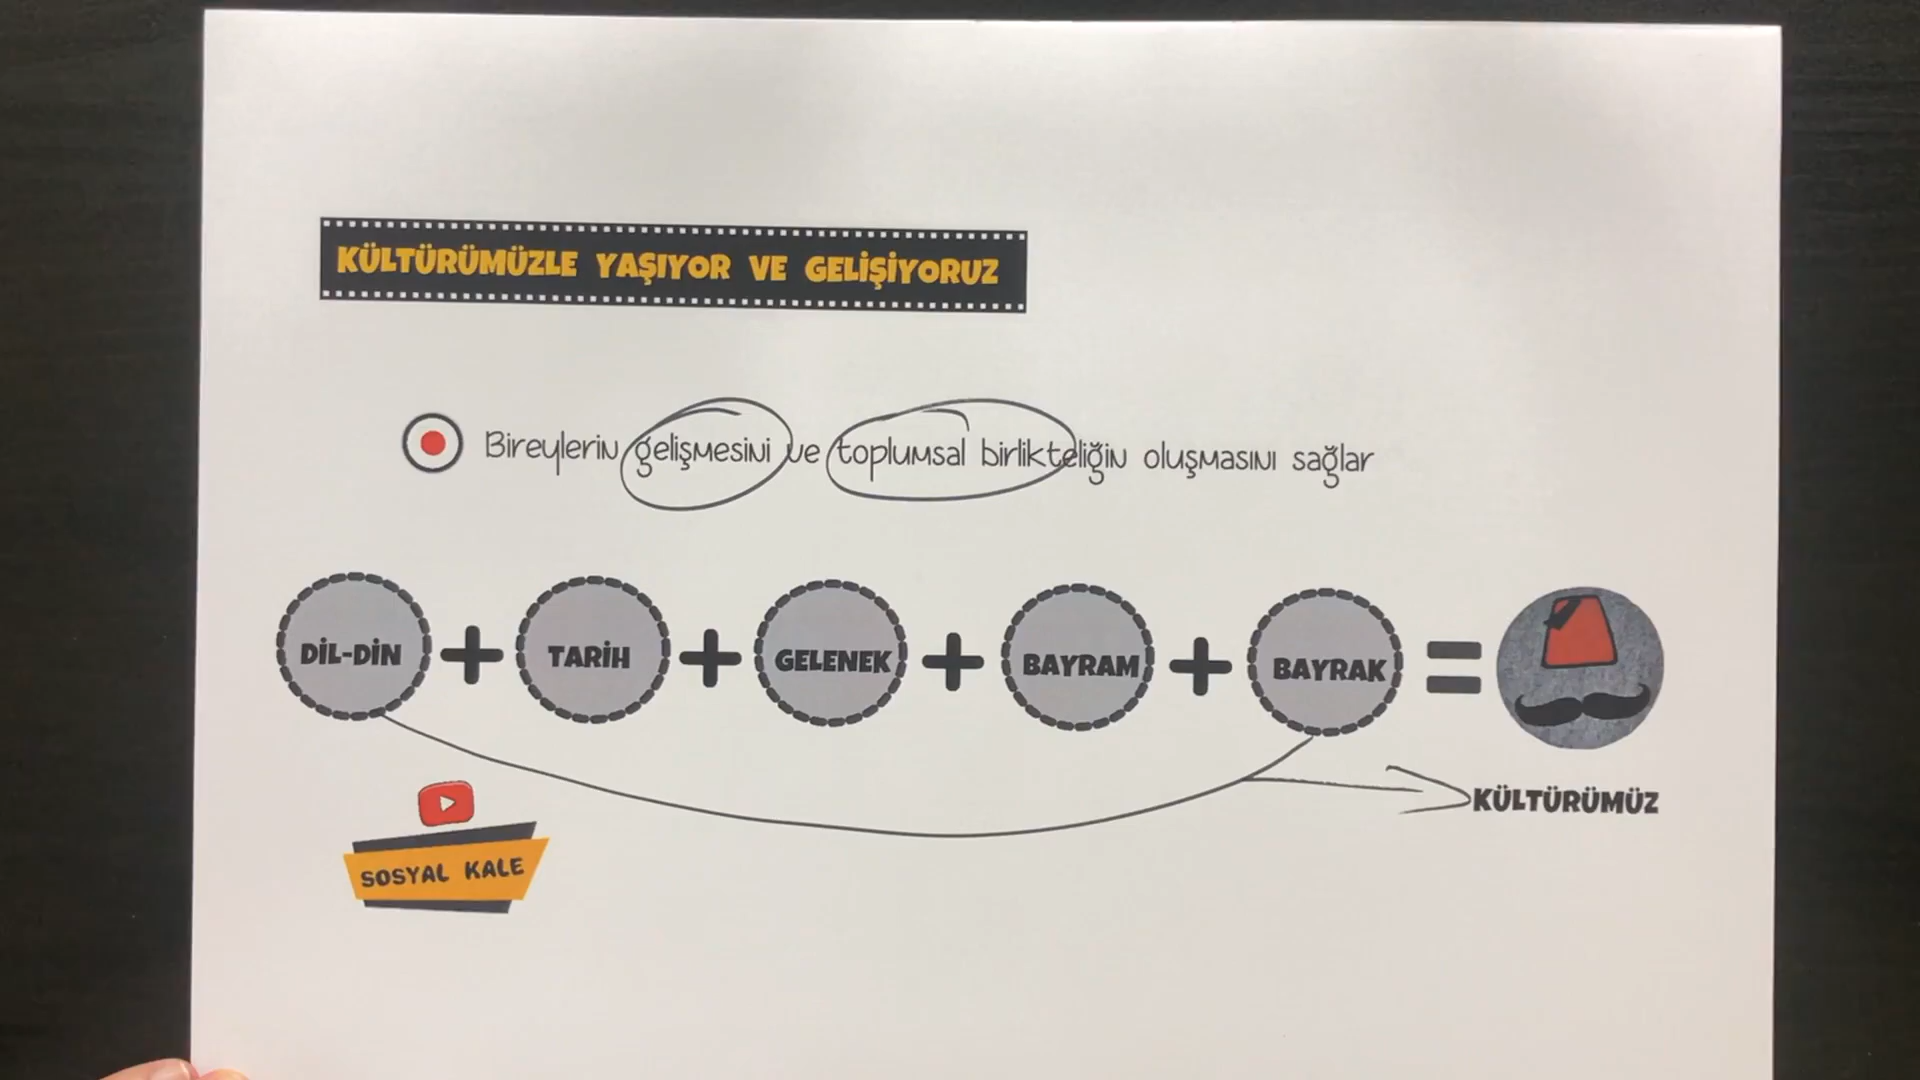 KÜLTÜRÜMÜZLE YAŞIYOR VE GELİŞİYORUZ
Bireylerin gelişmesini ve toplumsal birlikteliğin oluşmasını sağlar
DİL-DİN + TARİH + GELENEK + BAYRAM + BAYRAK =
KÜLTÜRÜMÜZ
SOSYAL KALE